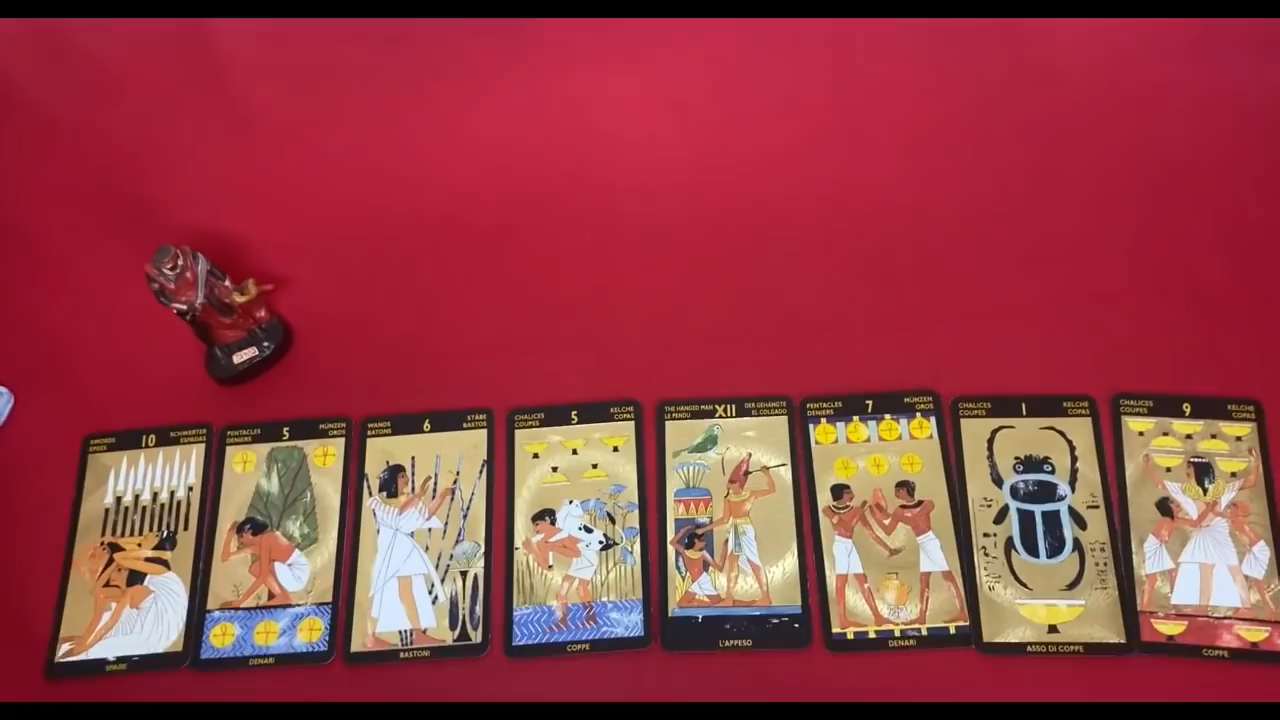 SWORDS 10 SCHWERTER
EPEES ESPADAS
SPADE
PENTACLES 5 MÜNZEN
DENIERS OROS
DENARI
WANDS 6 STÄBE
BATONS BASTOS
BASTONI
CHALICES 5 KELCHE
COUPES COPAS
COPPE
THE HANGED MAN XII DER GEHÄNGTE
LE PENDU EL COLGADO
L'APPESO
PENTACLES 7 MÜNZEN
DENIERS OROS
DENARI
CHALICES 1 KELCHE
COUPES COPAS
ASSO DI COPPE
CHALICES 9 KELCHE
COUPES COPAS
COPPE